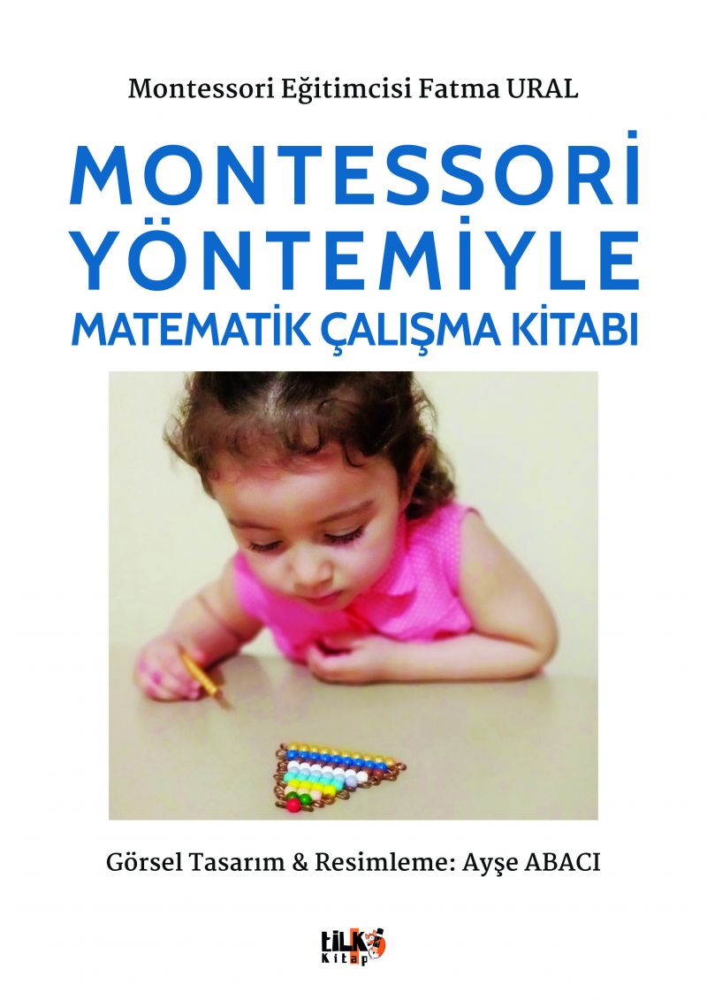 Montessori Eğitimcisi Fatma URAL
MONTESSORİ
YÖNTEMİYLE
MATEMATİK ÇALIŞMA KİTABI
Görsel Tasarım & Resimleme: Ayşe ABACI
tiLKi
Kitap